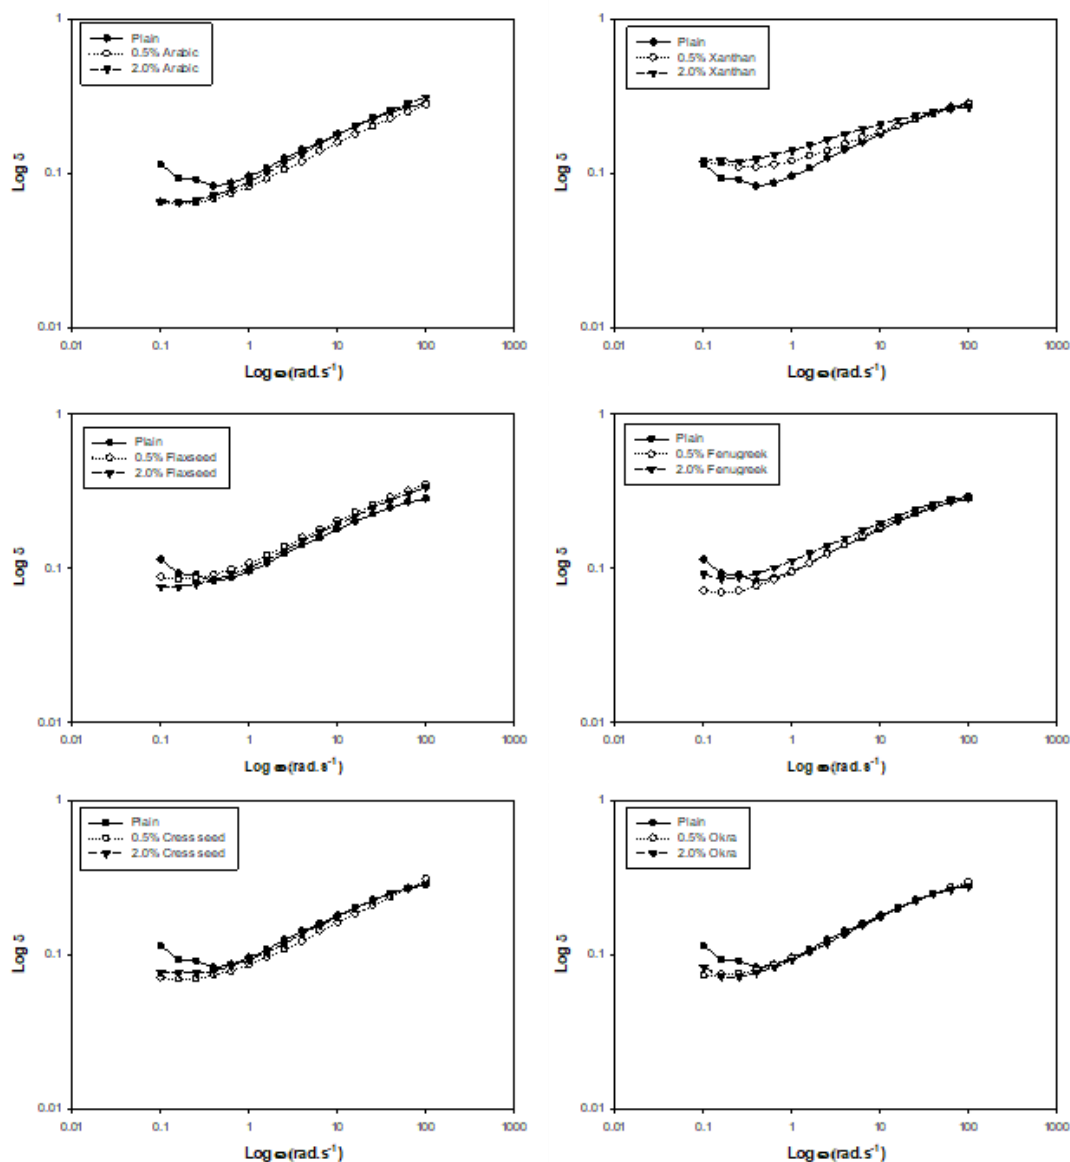 1
Plain
0.5% Arabic
2.0% Arabic
Log δ
0.1
0.01
0.01 0.1 1 10 100 1000
Log ω (rad.s⁻¹)
1
Plain
0.5% Xanthan
2.0% Xanthan
Log δ
0.1
0.01
0.01 0.1 1 10 100 1000
Log ω (rad.s⁻¹)
1
Plain
0.5% Flaxseed
2.0% Flaxseed
Log δ
0.1
0.01
0.01 0.1 1 10 100 1000
Log ω (rad.s⁻¹)
1
Plain
0.5% Fenugreek
2.0% Fenugreek
Log δ
0.1
0.01
0.01 0.1 1 10 100 1000
Log ω (rad.s⁻¹)
1
Plain
0.5% Cress seed
2.0% Cress seed
Log δ
0.1
0.01
0.01 0.1 1 10 100 1000
Log ω (rad.s⁻¹)
1
Plain
0.5% Okra
2.0% Okra
Log δ
0.1
0.01
0.01 0.1 1 10 100 1000
Log ω (rad.s⁻¹)